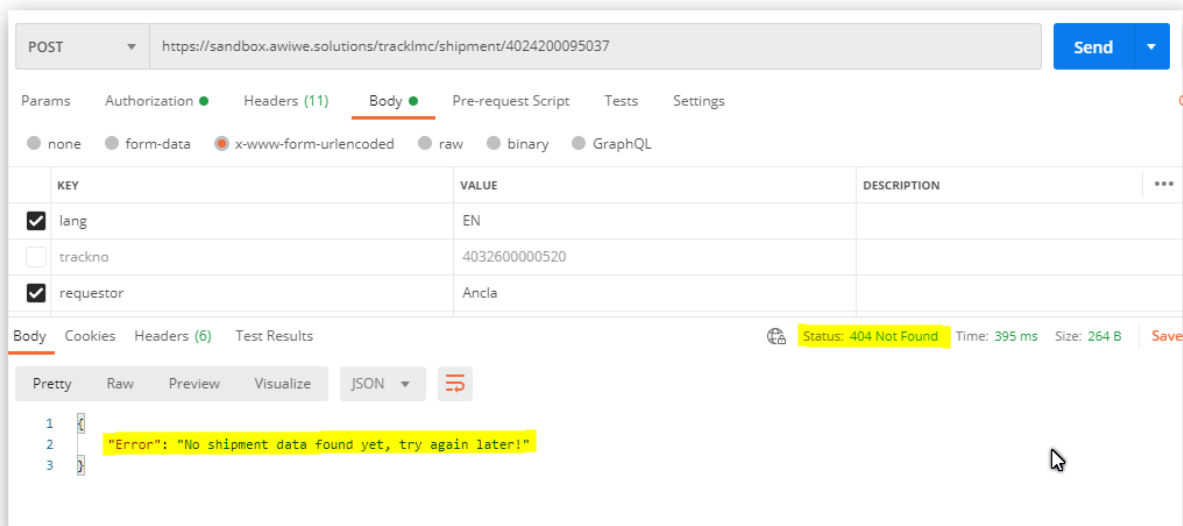 POST https://sandbox.awiwe.solutions/tracklmc/shipment/4024200095037 Send
Params Authorization Headers (11) Body Pre-request Script Tests Settings
none form-data x-www-form-urlencoded raw binary GraphQL
KEY VALUE DESCRIPTION
lang EN
trackno 4032600000520
requestor Ancla
Body Cookies Headers (6) Test Results Status: 404 Not Found Time: 395 ms Size: 264 B Save
Pretty Raw Preview Visualize JSON
1 {
2 "Error": "No shipment data found yet, try again later!"
3 }